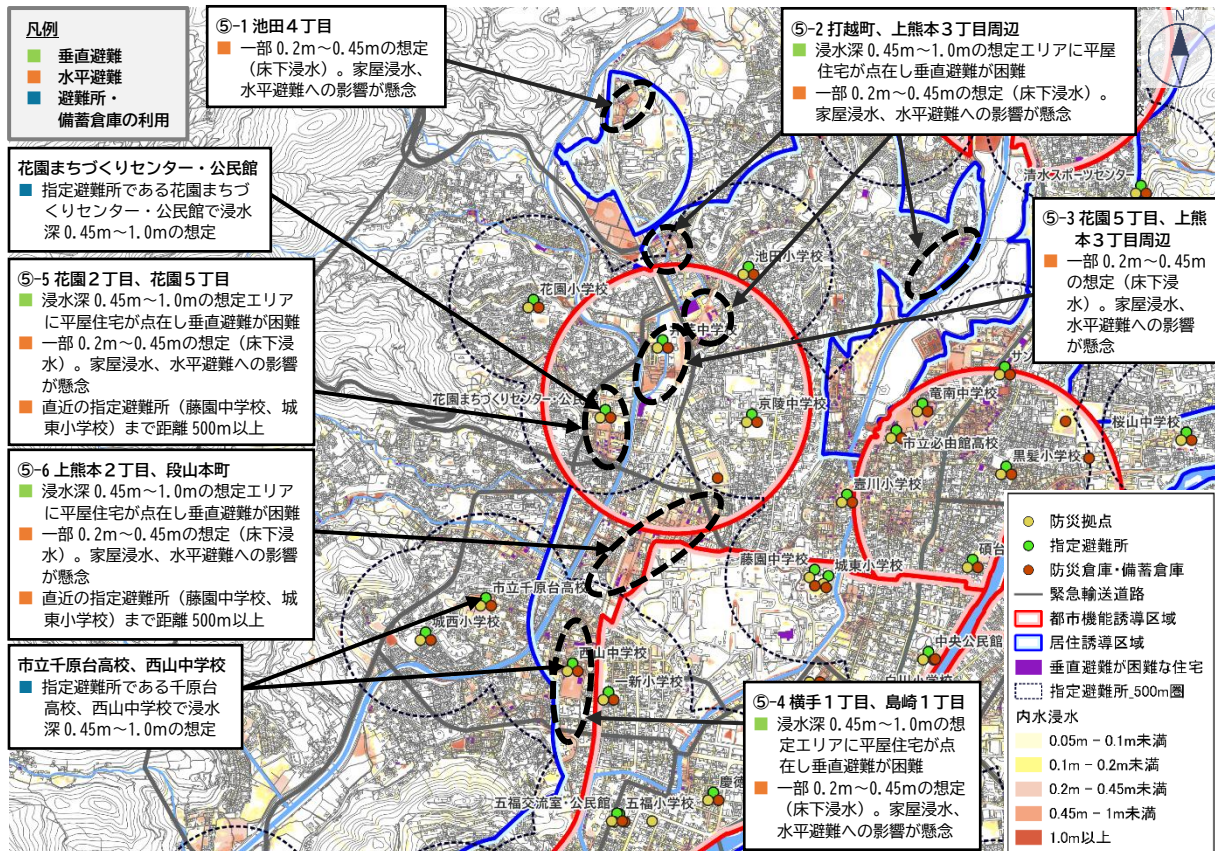 凡例
垂直避難
水平避難
避難所・
備蓄倉庫の利用
⑤-1 池田4丁目
一部0.2m～0.45mの想定
（床下浸水）。家屋浸水、
水平避難への影響が懸念
⑤-2 打越町、上熊本3丁目周辺
浸水深0.45m～1.0mの想定エリアに平屋
住宅が点在し垂直避難が困難
一部0.2m～0.45mの想定（床下浸水）。
家屋浸水、水平避難への影響が懸念
N
花園まちづくりセンター・公民館
指定避難所である花園まちづ
くりセンター・公民館で浸水
深0.45m～1.0mの想定
⑤-3 花園5丁目、上熊
本3丁目周辺
一部0.2m～0.45m
の想定（床下浸
水）。家屋浸水、
水平避難への影響
が懸念
⑤-5 花園2丁目、花園5丁目
浸水深0.45m～1.0mの想定エリア
に平屋住宅が点在し垂直避難が困難
一部0.2m～0.45mの想定（床下浸
水）。家屋浸水、水平避難への影響
が懸念
直近の指定避難所（藤園中学校、城
東小学校）まで距離500m以上
⑤-6 上熊本2丁目、段山本町
浸水深0.45m～1.0mの想定エリア
に平屋住宅が点在し垂直避難が困難
一部0.2m～0.45mの想定（床下浸
水）。家屋浸水、水平避難への影響
が懸念
直近の指定避難所（藤園中学校、城
東小学校）まで距離500m以上
市立千原台高校、西山中学校
指定避難所である千原台
高校、西山中学校で浸水
深0.45m～1.0mの想定
⑤-4 横手1丁目、島崎1丁目
浸水深0.45m～1.0mの想
定エリアに平屋住宅が点
在し垂直避難が困難
一部0.2m～0.45mの想定
（床下浸水）。家屋浸水、
水平避難への影響が懸念
清水スポーツセンター
池田小学校
花園小学校
中学校
花園まちづくりセンター・公民
京陵中学校
サン
竜南中学校
桜山中学校
市立必由館高校
黒髪小学校
壺川小学校
藤園中学校
城東小学校
碩台
市立千原台高校
城西小学校
西山中学校
一新小学校
中央公民館
白川小学校
慶徳
五福交流室・公民館
五福小学校
防災拠点
指定避難所
防災倉庫・備蓄倉庫
緊急輸送道路
都市機能誘導区域
居住誘導区域
垂直避難が困難な住宅
指定避難所_500m圏
内水浸水
0.05m - 0.1m未満
0.1m - 0.2m未満
0.2m - 0.45m未満
0.45m - 1m未満
1.0m以上